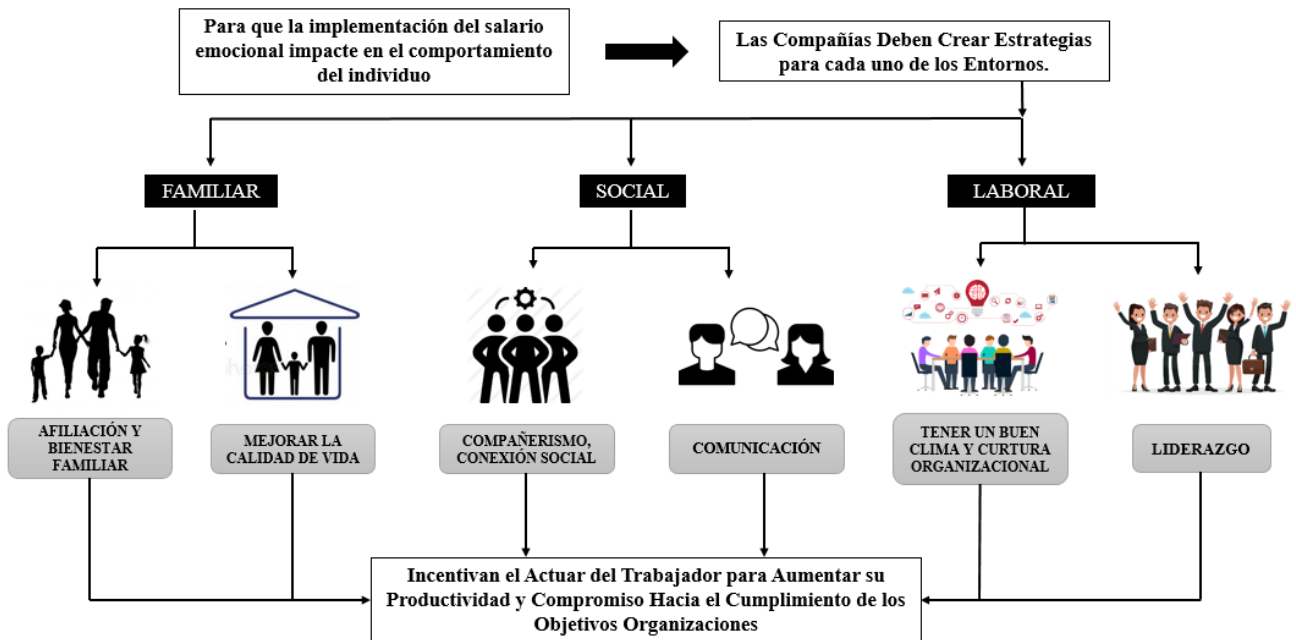 Para que la implementación del salario
emocional impacte en el comportamiento
del individuo
Las Compañías Deben Crear Estrategias
para cada uno de los Entornos.
FAMILIAR
SOCIAL
LABORAL
AFILIACIÓN Y
BIENESTAR
FAMILIAR
MEJORAR LA
CALIDAD DE VIDA
COMPAÑERISMO,
CONEXIÓN SOCIAL
COMUNICACIÓN
TENER UN BUEN
CLIMA Y CURTURA
ORGANIZACIONAL
LIDERAZGO
Incentivan el Actuar del Trabajador para Aumentar su
Productividad y Compromiso Hacia el Cumplimiento de los
Objetivos Organizaciones